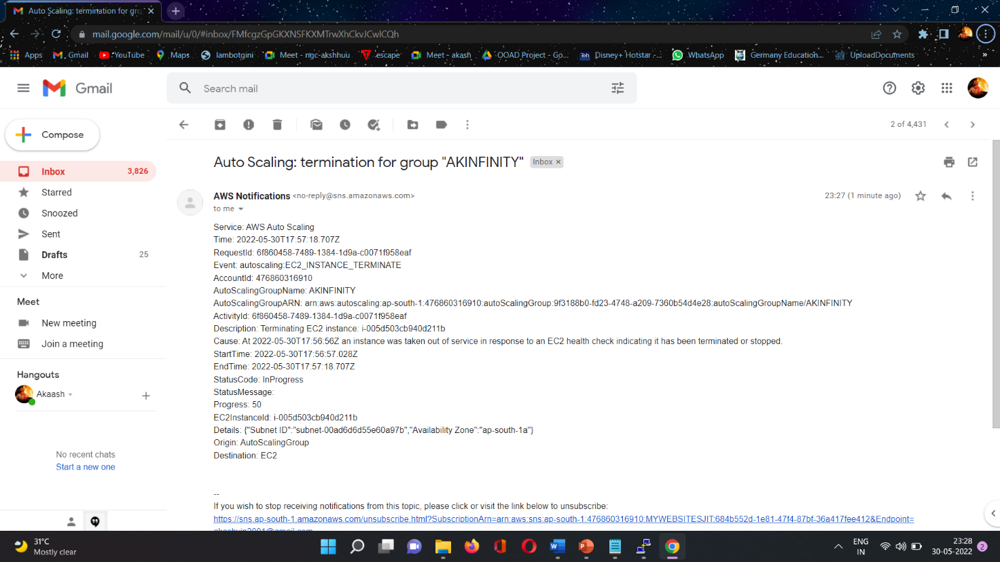 Auto Scaling: termination for gro
mail.google.com/mail/u/0/#inbox/FMfcgzGpGKXNSFKXMTrwXhCkvJCwlCQh
Apps Gmail YouTube Maps lambotgini Meet - ngc-akshhuu escape Meet - akash OOAD Project - Go... Disney+ Hotstar -... WhatsApp Germany Education... UploadDocuments »
Gmail
Search mail
Compose
2 of 4,431
Inbox 3,826
Starred
Snoozed
Sent
Drafts 25
More
Meet
New meeting
Join a meeting
Hangouts
Akaash
No recent chats
Start a new one
Auto Scaling: termination for group "AKINFINITY" Inbox ×
AWS Notifications <no-reply@sns.amazonaws.com> 23:27 (1 minute ago)
to me
Service: AWS Auto Scaling
Time: 2022-05-30T17:57:18.707Z
RequestId: 6f860458-7489-1384-1d9a-c0071f958eaf
Event: autoscaling:EC2_INSTANCE_TERMINATE
AccountId: 476860316910
AutoScalingGroupName: AKINFINITY
AutoScalingGroupARN: arn:aws:autoscaling:ap-south-1:476860316910:autoScalingGroup:9f3188b0-fd23-4748-a209-7360b54d4e28:autoScalingGroupName/AKINFINITY
ActivityId: 6f860458-7489-1384-1d9a-c0071f958eaf
Description: Terminating EC2 instance: i-005d503cb940d211b
Cause: At 2022-05-30T17:56:56Z an instance was taken out of service in response to an EC2 health check indicating it has been terminated or stopped.
StartTime: 2022-05-30T17:56:57.028Z
EndTime: 2022-05-30T17:57:18.707Z
StatusCode: InProgress
StatusMessage:
Progress: 50
EC2InstanceId: i-005d503cb940d211b
Details: {"Subnet ID":"subnet-00ad6d6d55e60a97b","Availability Zone":"ap-south-1a"}
Origin: AutoScalingGroup
Destination: EC2
--
If you wish to stop receiving notifications from this topic, please click or visit the link below to unsubscribe:
https://sns.ap-south-1.amazonaws.com/unsubscribe.html?SubscriptionArn=arn:aws:sns:ap-south-1:476860316910:MYWEBSITESJIT:684b552d-1e81-47f4-87bf-36a417fee412&Endpoint=
31°C
Mostly clear
ENG
IN
23:28
30-05-2022
2